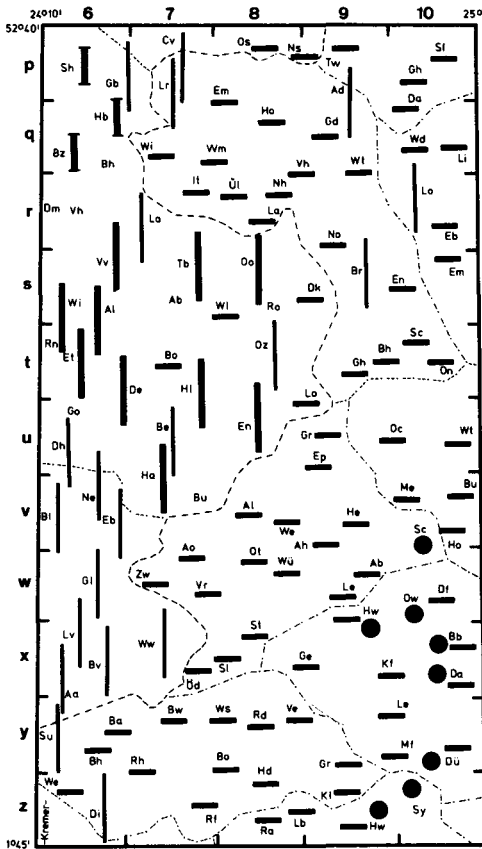 24°10' 6 7 8 9 10 25°
52°40'
Cv Os Ns Tw Sl
p Sh Gb Lr Em Ad Gh Da
Hb Ho Gd
q Bz Bh Wi Wm Vh Wt Wd Li
It Ül Nh
r Dm Vh La La Lo Eb
Vv Tb Oo No Br Em
s Wi Al Ab Wl Dk Ro En
Rn Et Bo Oz Sc
t De Hl Gh Bh On
Go Be En Lo
u Dh Gr Oc Wt
Ha Ep
Ne Bu Me Bu
v Bl Eb Al We He Sc Ho
Ao Ot Ah
w Gl Zw Vr Wü Le Ab Ow Df
Lv Ww St Hw Bb
x Bv Ud Sl Ge Kf Da
Aa
Su Ba Bw Ws Rd Ve Le
y Bh Rh Bo Gr Mf Dü
We Hd Kl
z Di Rf Ra Lb Hw Sy
Kremer-
1°45'